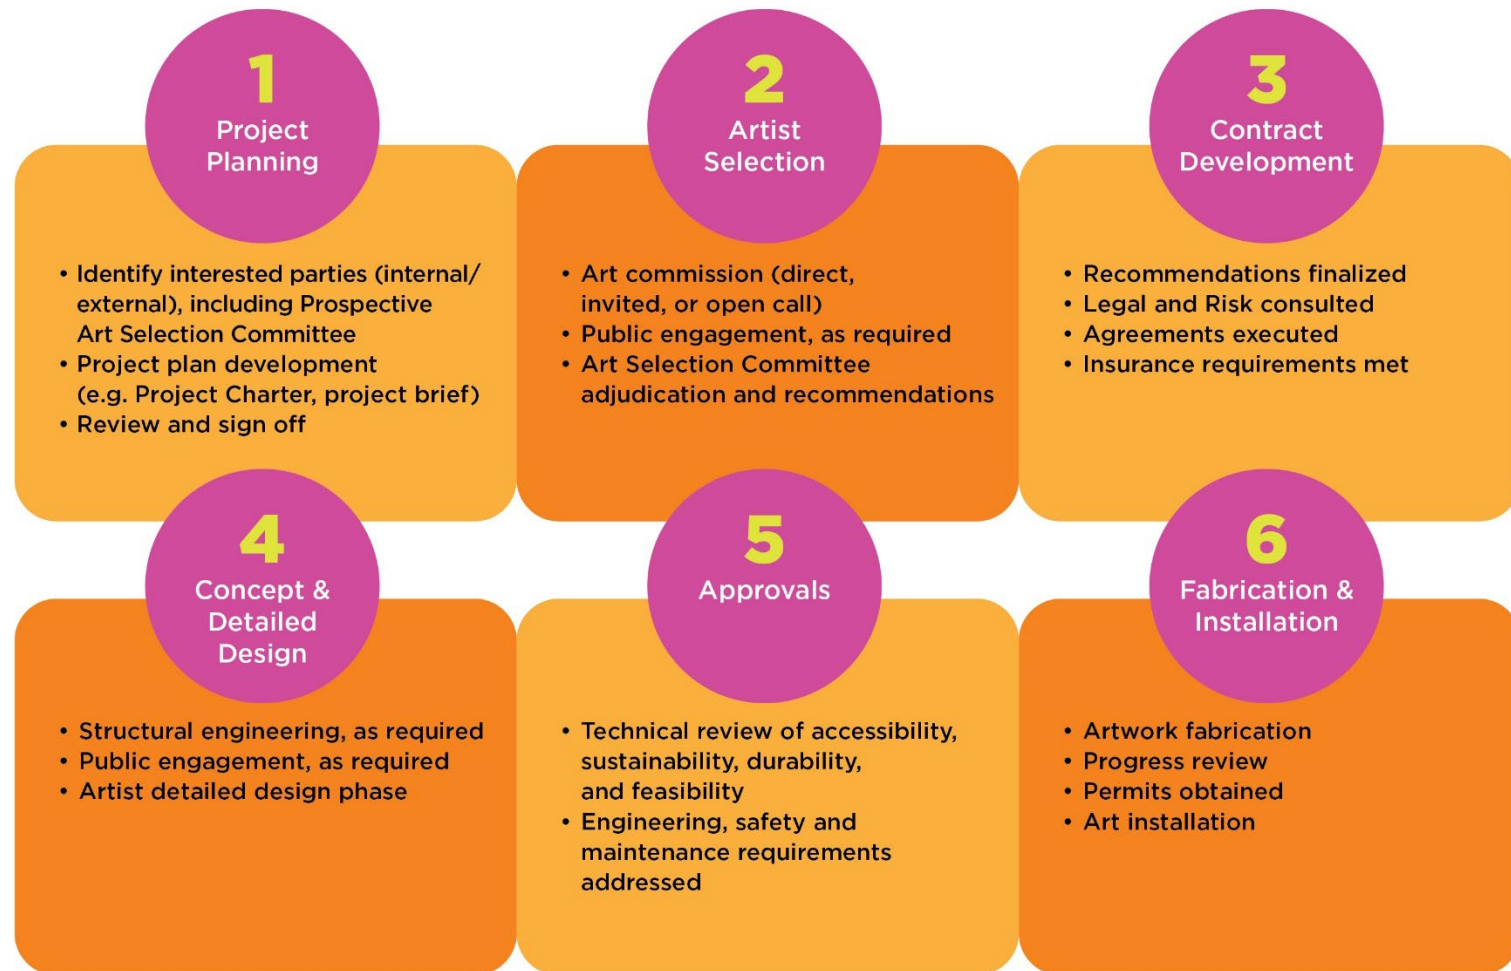 1
Project
Planning
• Identify interested parties (internal/
external), including Prospective
Art Selection Committee
• Project plan development
(e.g. Project Charter, project brief)
• Review and sign off
2
Artist
Selection
• Art commission (direct,
invited, or open call)
• Public engagement, as required
• Art Selection Committee
adjudication and recommendations
3
Contract
Development
• Recommendations finalized
• Legal and Risk consulted
• Agreements executed
• Insurance requirements met
4
Concept &
Detailed
Design
• Structural engineering, as required
• Public engagement, as required
• Artist detailed design phase
5
Approvals
• Technical review of accessibility,
sustainability, durability,
and feasibility
• Engineering, safety and
maintenance requirements
addressed
6
Fabrication &
Installation
• Artwork fabrication
• Progress review
• Permits obtained
• Art installation